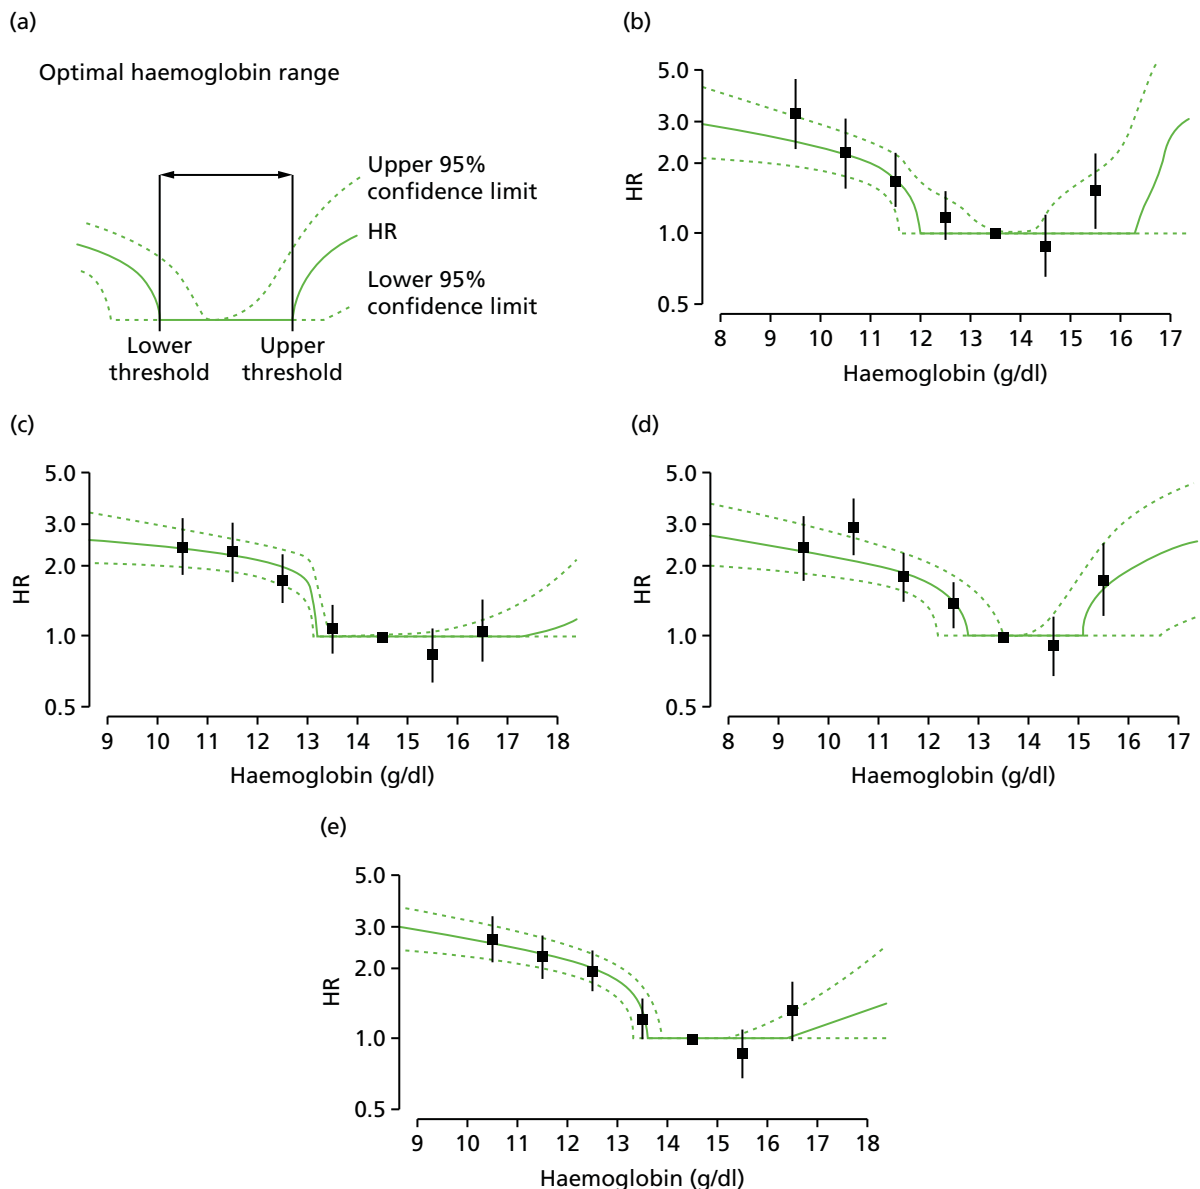 (a)
Optimal haemoglobin range
Upper 95%
confidence limit
HR
Lower 95%
confidence limit
Lower
threshold
Upper
threshold
(b)
5.0
3.0
2.0
1.0
0.5
HR
8 9 10 11 12 13 14 15 16 17
Haemoglobin (g/dl)
(c)
5.0
3.0
2.0
1.0
0.5
HR
9 10 11 12 13 14 15 16 17 18
Haemoglobin (g/dl)
(d)
5.0
3.0
2.0
1.0
0.5
HR
8 9 10 11 12 13 14 15 16 17
Haemoglobin (g/dl)
(e)
5.0
3.0
2.0
1.0
0.5
HR
9 10 11 12 13 14 15 16 17 18
Haemoglobin (g/dl)